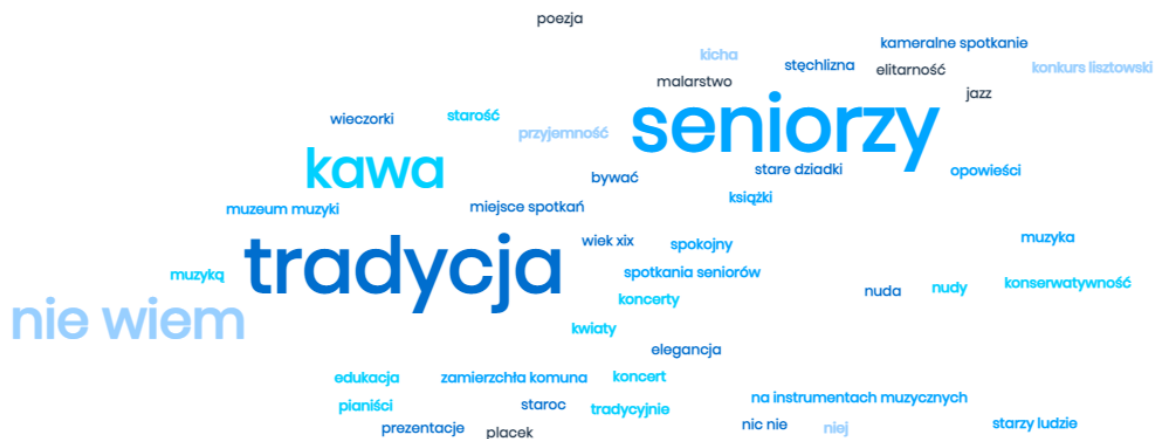 poezja
kameralne spotkanie
kicha
stęchlizna
elitarność
konkurs lisztowski
malarstwo
jazz
seniorzy
wieczorki
starość
przyjemność
kawa
stare dziadki
opowieści
bywać
książki
muzeum muzyki
miejsce spotkań
tradycja
wiek xix
spokojny
muzyka
muzyką
spotkania seniorów
konserwatywność
nuda
nudy
koncerty
nie wiem
kwiaty
elegancja
edukacja
zamierzchła komuna
koncert
na instrumentach muzycznych
pianiści
staroc
tradycyjnie
prezentacje
placek
nic nie
niej
starzy ludzie